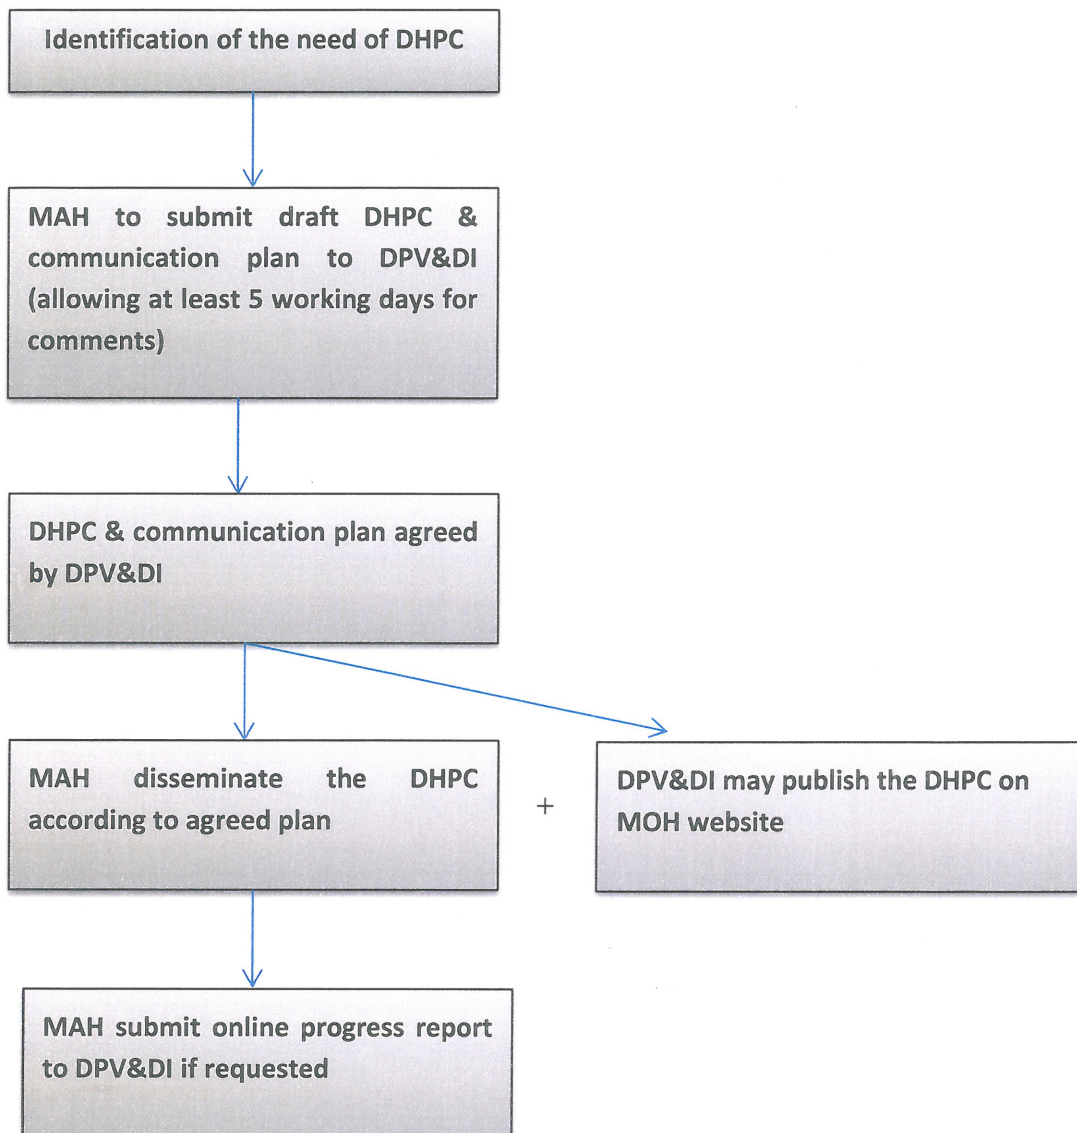 Identification of the need of DHPC
MAH to submit draft DHPC &
communication plan to DPV&DI
(allowing at least 5 working days for
comments)
DHPC & communication plan agreed
by DPV&DI
MAH disseminate the DHPC
according to agreed plan
+
DPV&DI may publish the DHPC on
MOH website
MAH submit online progress report
to DPV&DI if requested